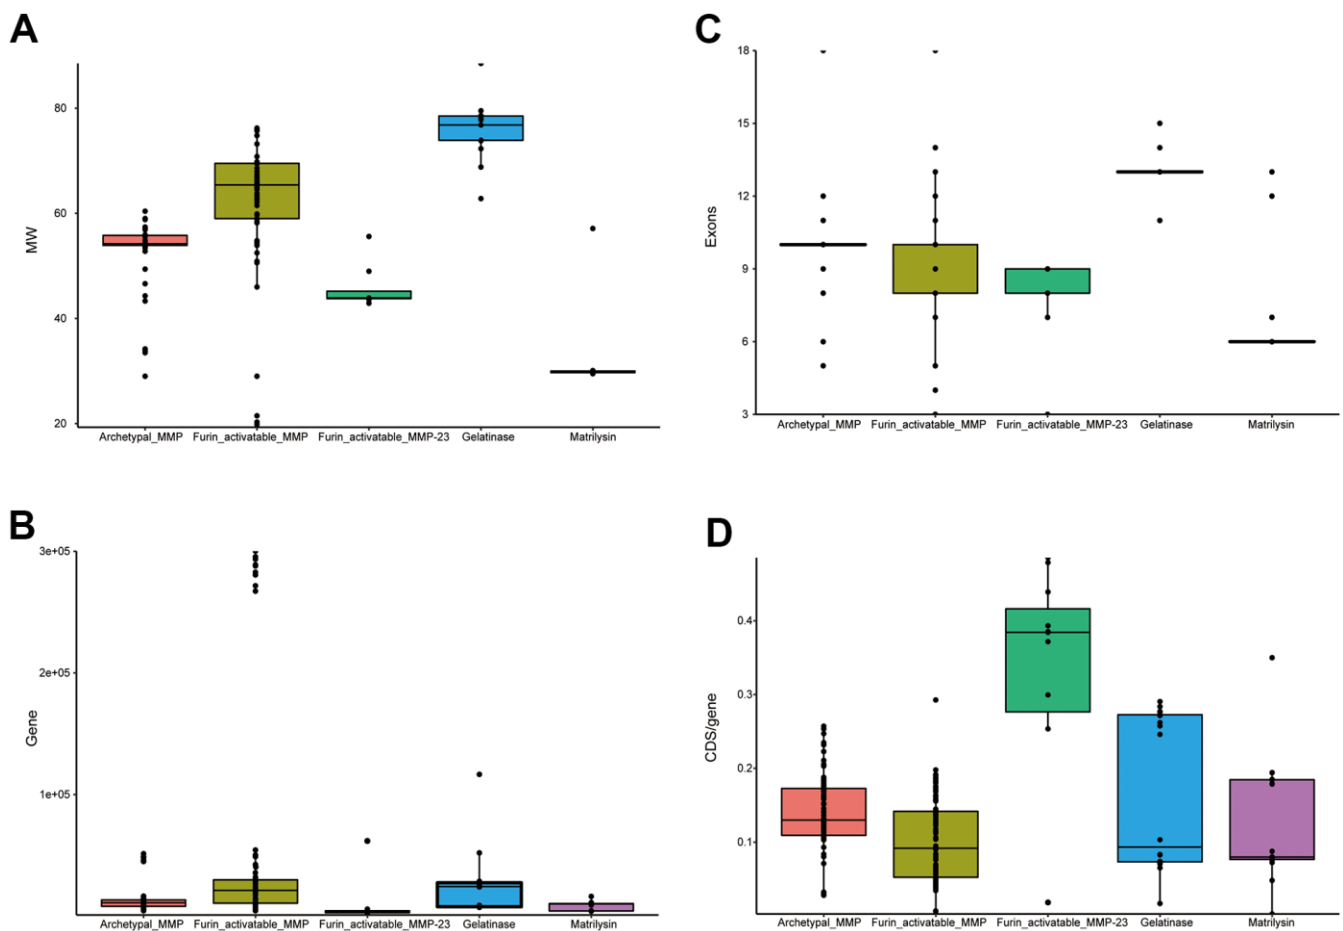 A
MW
80
60
40
20
Archetypal_MMP Furin_activatable_MMP Furin_activatable_MMP-23 Gelatinase Matrilysin
C
Exons
18
15
12
9
6
3
Archetypal_MMP Furin_activatable_MMP Furin_activatable_MMP-23 Gelatinase Matrilysin
B
Gene
3e+05
2e+05
1e+05
Archetypal_MMP Furin_activatable_MMP Furin_activatable_MMP-23 Gelatinase Matrilysin
D
CDS/gene
0.4
0.3
0.2
0.1
Archetypal_MMP Furin_activatable_MMP Furin_activatable_MMP-23 Gelatinase Matrilysin